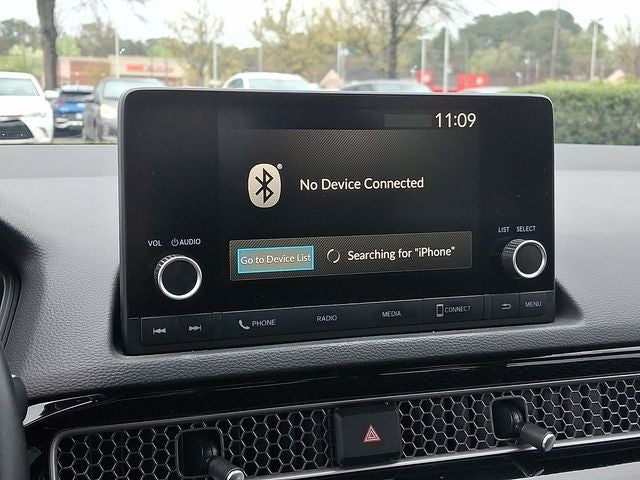 11:09
No Device Connected
VOL AUDIO
LIST SELECT
Go to Device List Searching for "iPhone"
PHONE RADIO MEDIA CONNECT MENU